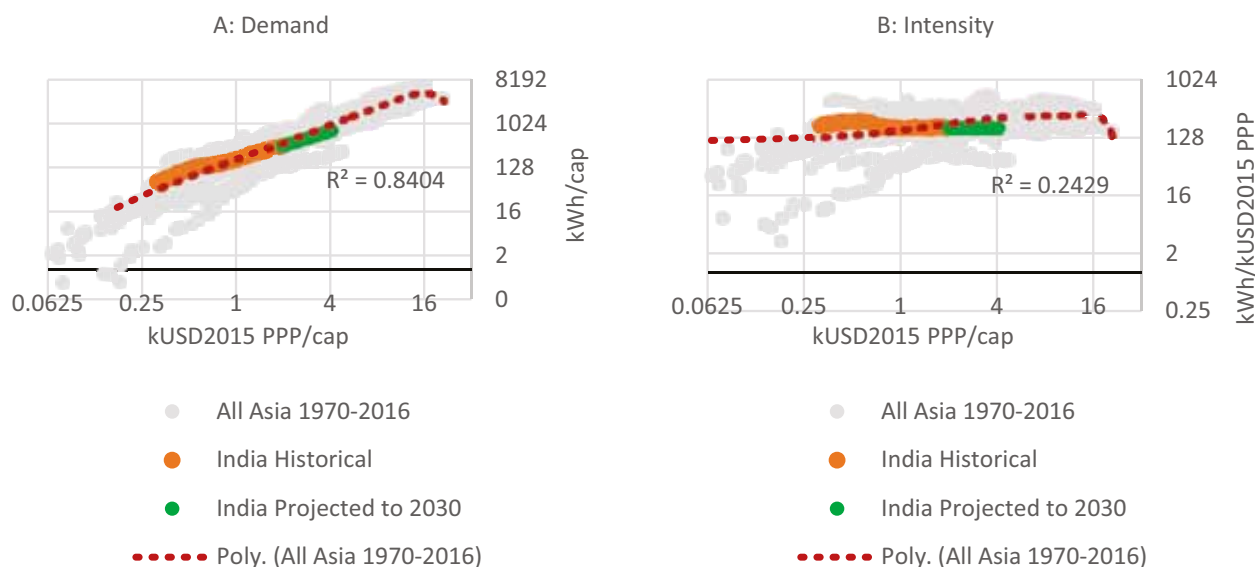 A: Demand
8192
1024
128
16
2
0
kWh/cap
R² = 0.8404
0.0625 0.25 1 4 16
kUSD2015 PPP/cap
All Asia 1970-2016
India Historical
India Projected to 2030
Poly. (All Asia 1970-2016)
B: Intensity
1024
128
16
2
0.25
kWh/kUSD2015 PPP
R² = 0.2429
0.0625 0.25 1 4 16
kUSD2015 PPP/cap
All Asia 1970-2016
India Historical
India Projected to 2030
Poly. (All Asia 1970-2016)